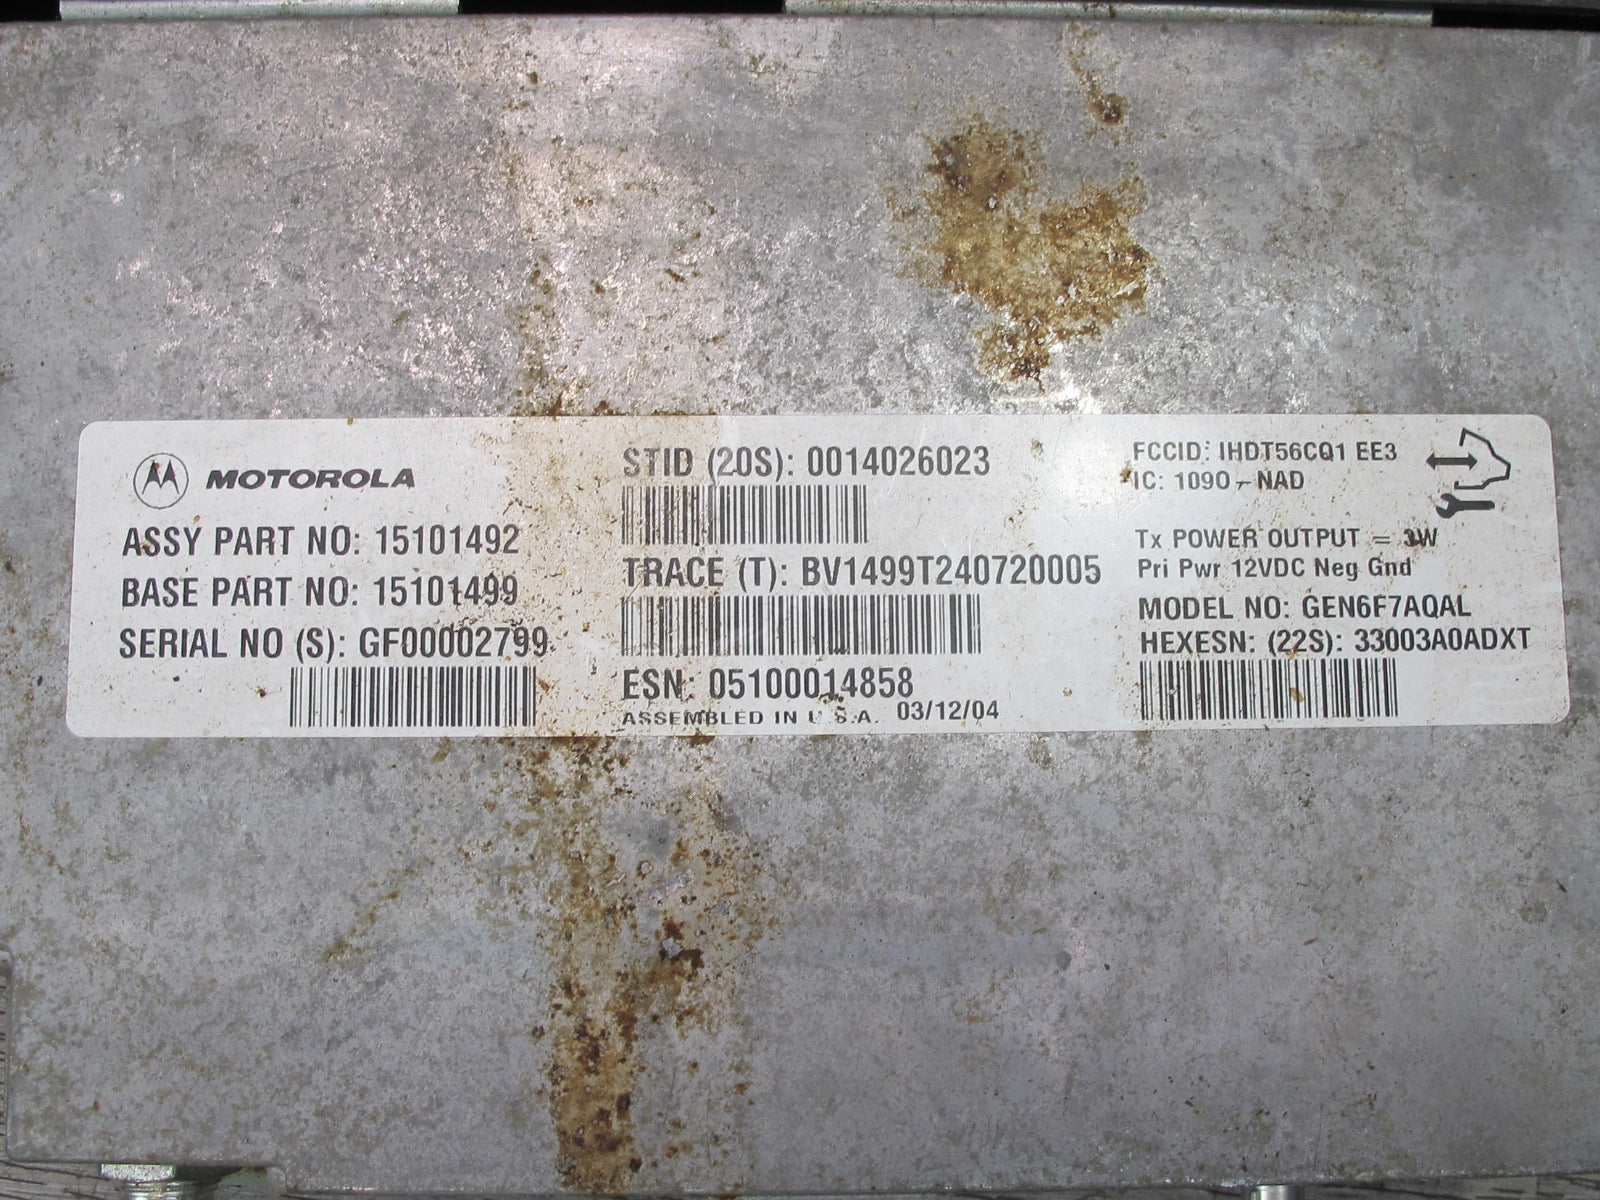 MOTOROLA
ASSY PART NO: 15101492
BASE PART NO: 15101499
SERIAL NO (S): GF00002799
STID (20S): 0014026023
TRACE (T): BV1499T240720005
ESN: 05100014858
ASSEMBLED IN U.S.A. 03/12/04
FCCID: IHDT56CQ1 EE3
IC: 1090-NAD
Tx POWER OUTPUT = 3W
Pri Pwr 12VDC Neg Gnd
MODEL NO: GEN6F7AQAL
HEXESN: (22S): 33003A0ADXT